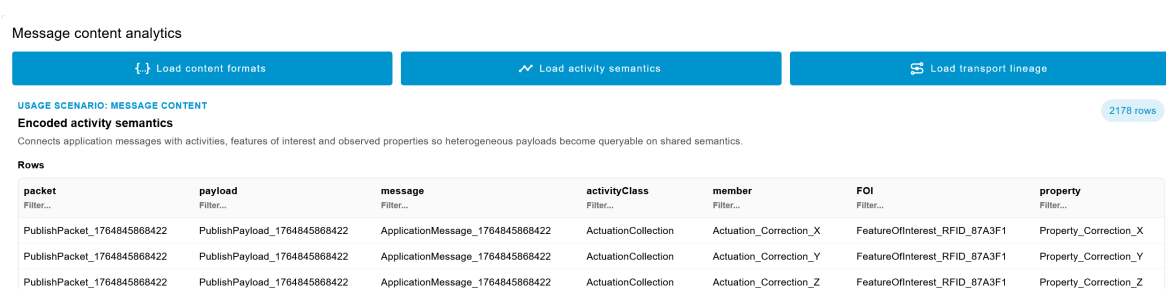 Message content analytics
{..} Load content formats
Load activity semantics
Load transport lineage
USAGE SCENARIO: MESSAGE CONTENT
2178 rows
Encoded activity semantics
Connects application messages with activities, features of interest and observed properties so heterogeneous payloads become queryable on shared semantics.
Rows
packet payload message activityClass member FOI property
Filter... Filter... Filter... Filter... Filter... Filter... Filter...
PublishPacket_1764845868422 PublishPayload_1764845868422 ApplicationMessage_1764845868422 ActuationCollection Actuation_Correction_X FeatureOfInterest_RFID_87A3F1 Property_Correction_X
PublishPacket_1764845868422 PublishPayload_1764845868422 ApplicationMessage_1764845868422 ActuationCollection Actuation_Correction_Y FeatureOfInterest_RFID_87A3F1 Property_Correction_Y
PublishPacket_1764845868422 PublishPayload_1764845868422 ApplicationMessage_1764845868422 ActuationCollection Actuation_Correction_Z FeatureOfInterest_RFID_87A3F1 Property_Correction_Z